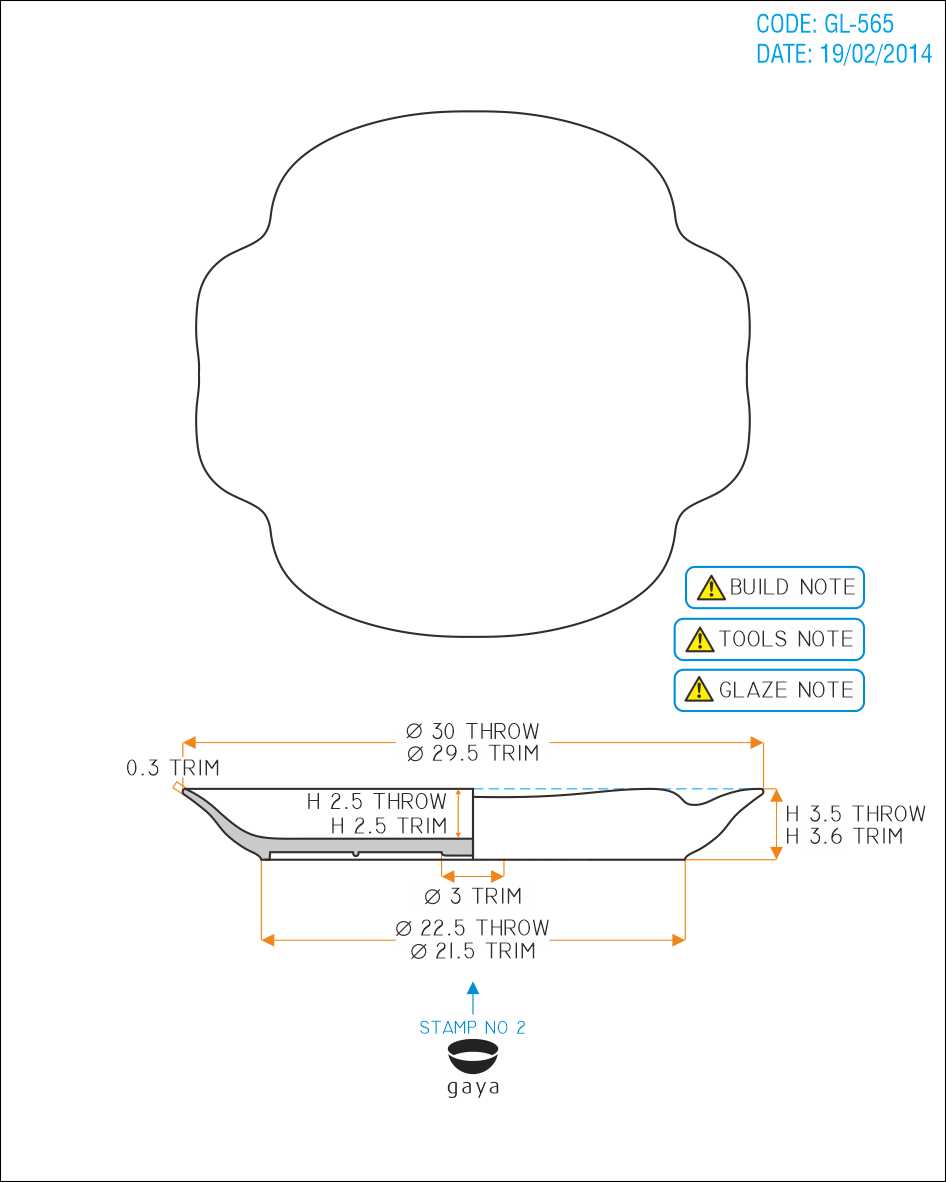 CODE: GL-565
DATE: 19/02/2014
BUILD NOTE
TOOLS NOTE
GLAZE NOTE
Ø 30 THROW
Ø 29.5 TRIM
0.3 TRIM
H 2.5 THROW
H 2.5 TRIM
H 3.5 THROW
H 3.6 TRIM
Ø 3 TRIM
Ø 22.5 THROW
Ø 21.5 TRIM
STAMP NO 2
gaya